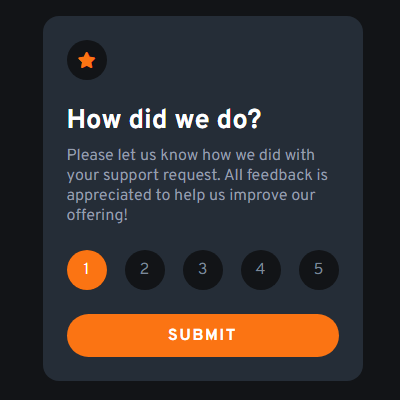 How did we do?
Please let us know how we did with
your support request. All feedback is
appreciated to help us improve our
offering!
1 2 3 4 5
SUBMIT